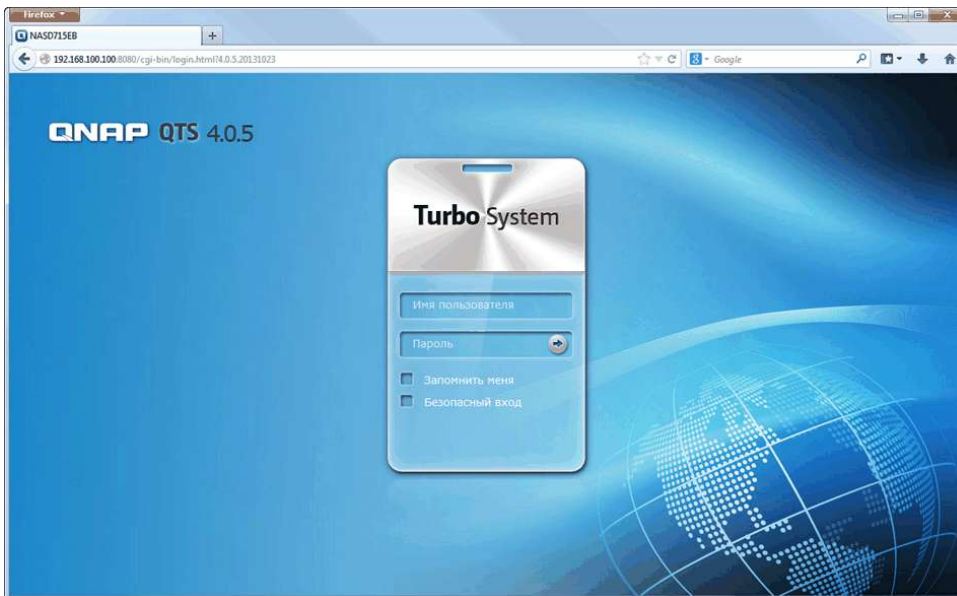 Firefox
NASD715EB
192.168.100.100:8080/cgi-bin/login.html?4.0.5.20131023
Google
QNAP QTS 4.0.5
Turbo System
Имя пользователя
Пароль
Запомнить меня
Безопасный вход